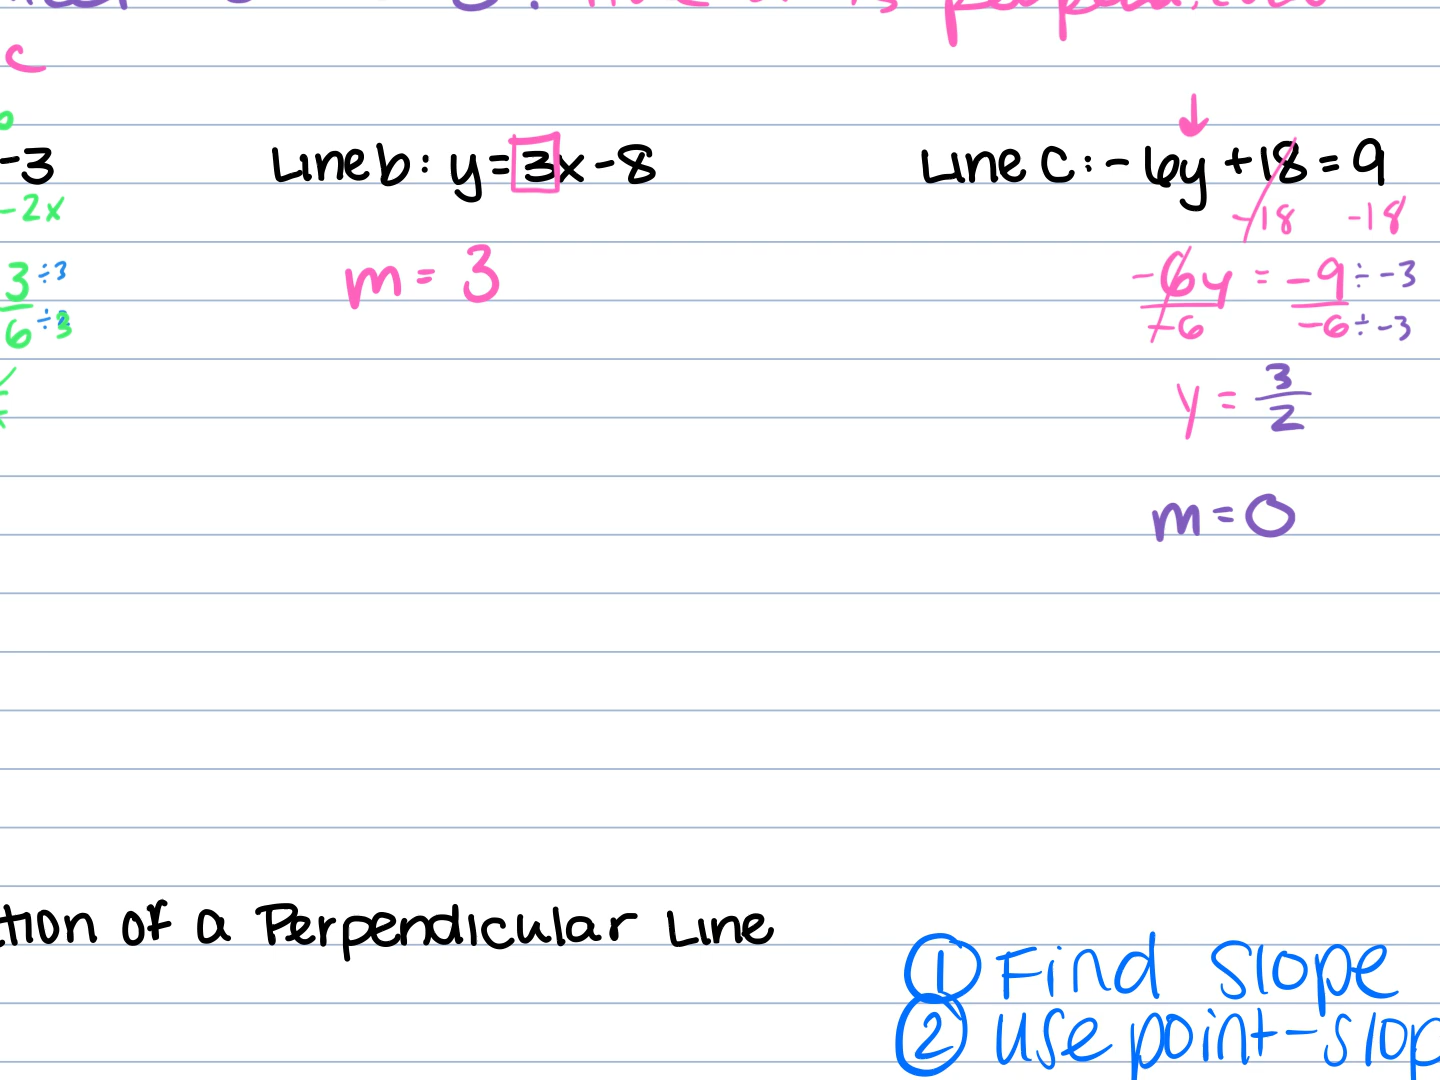 c
-3 Line b: y = 3x - 8 Line c: - 6y + 18 = 9
-2x -18 -18
3 ÷3 m = 3 -6y = -9 ÷ -3
6 ÷3 -6 -6 ÷ -3
y = 3/2
m = 0
tion of a Perpendicular Line
① Find slope
② use point-slop